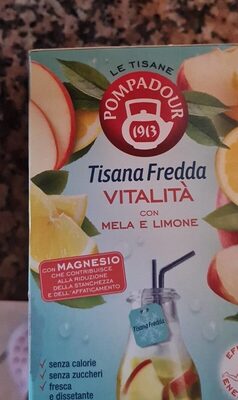 LE TISANE
POMPADOUR
1913
Tisana Fredda
VITALITÀ
CON
MELA E LIMONE
CON MAGNESIO
CHE CONTRIBUISCE
ALLA RIDUZIONE
DELLA STANCHEZZA
E DELL'AFFATICAMENTO
Tisana Fredda
✓ senza calorie
✓ senza zuccheri
✓ fresca
e dissetante